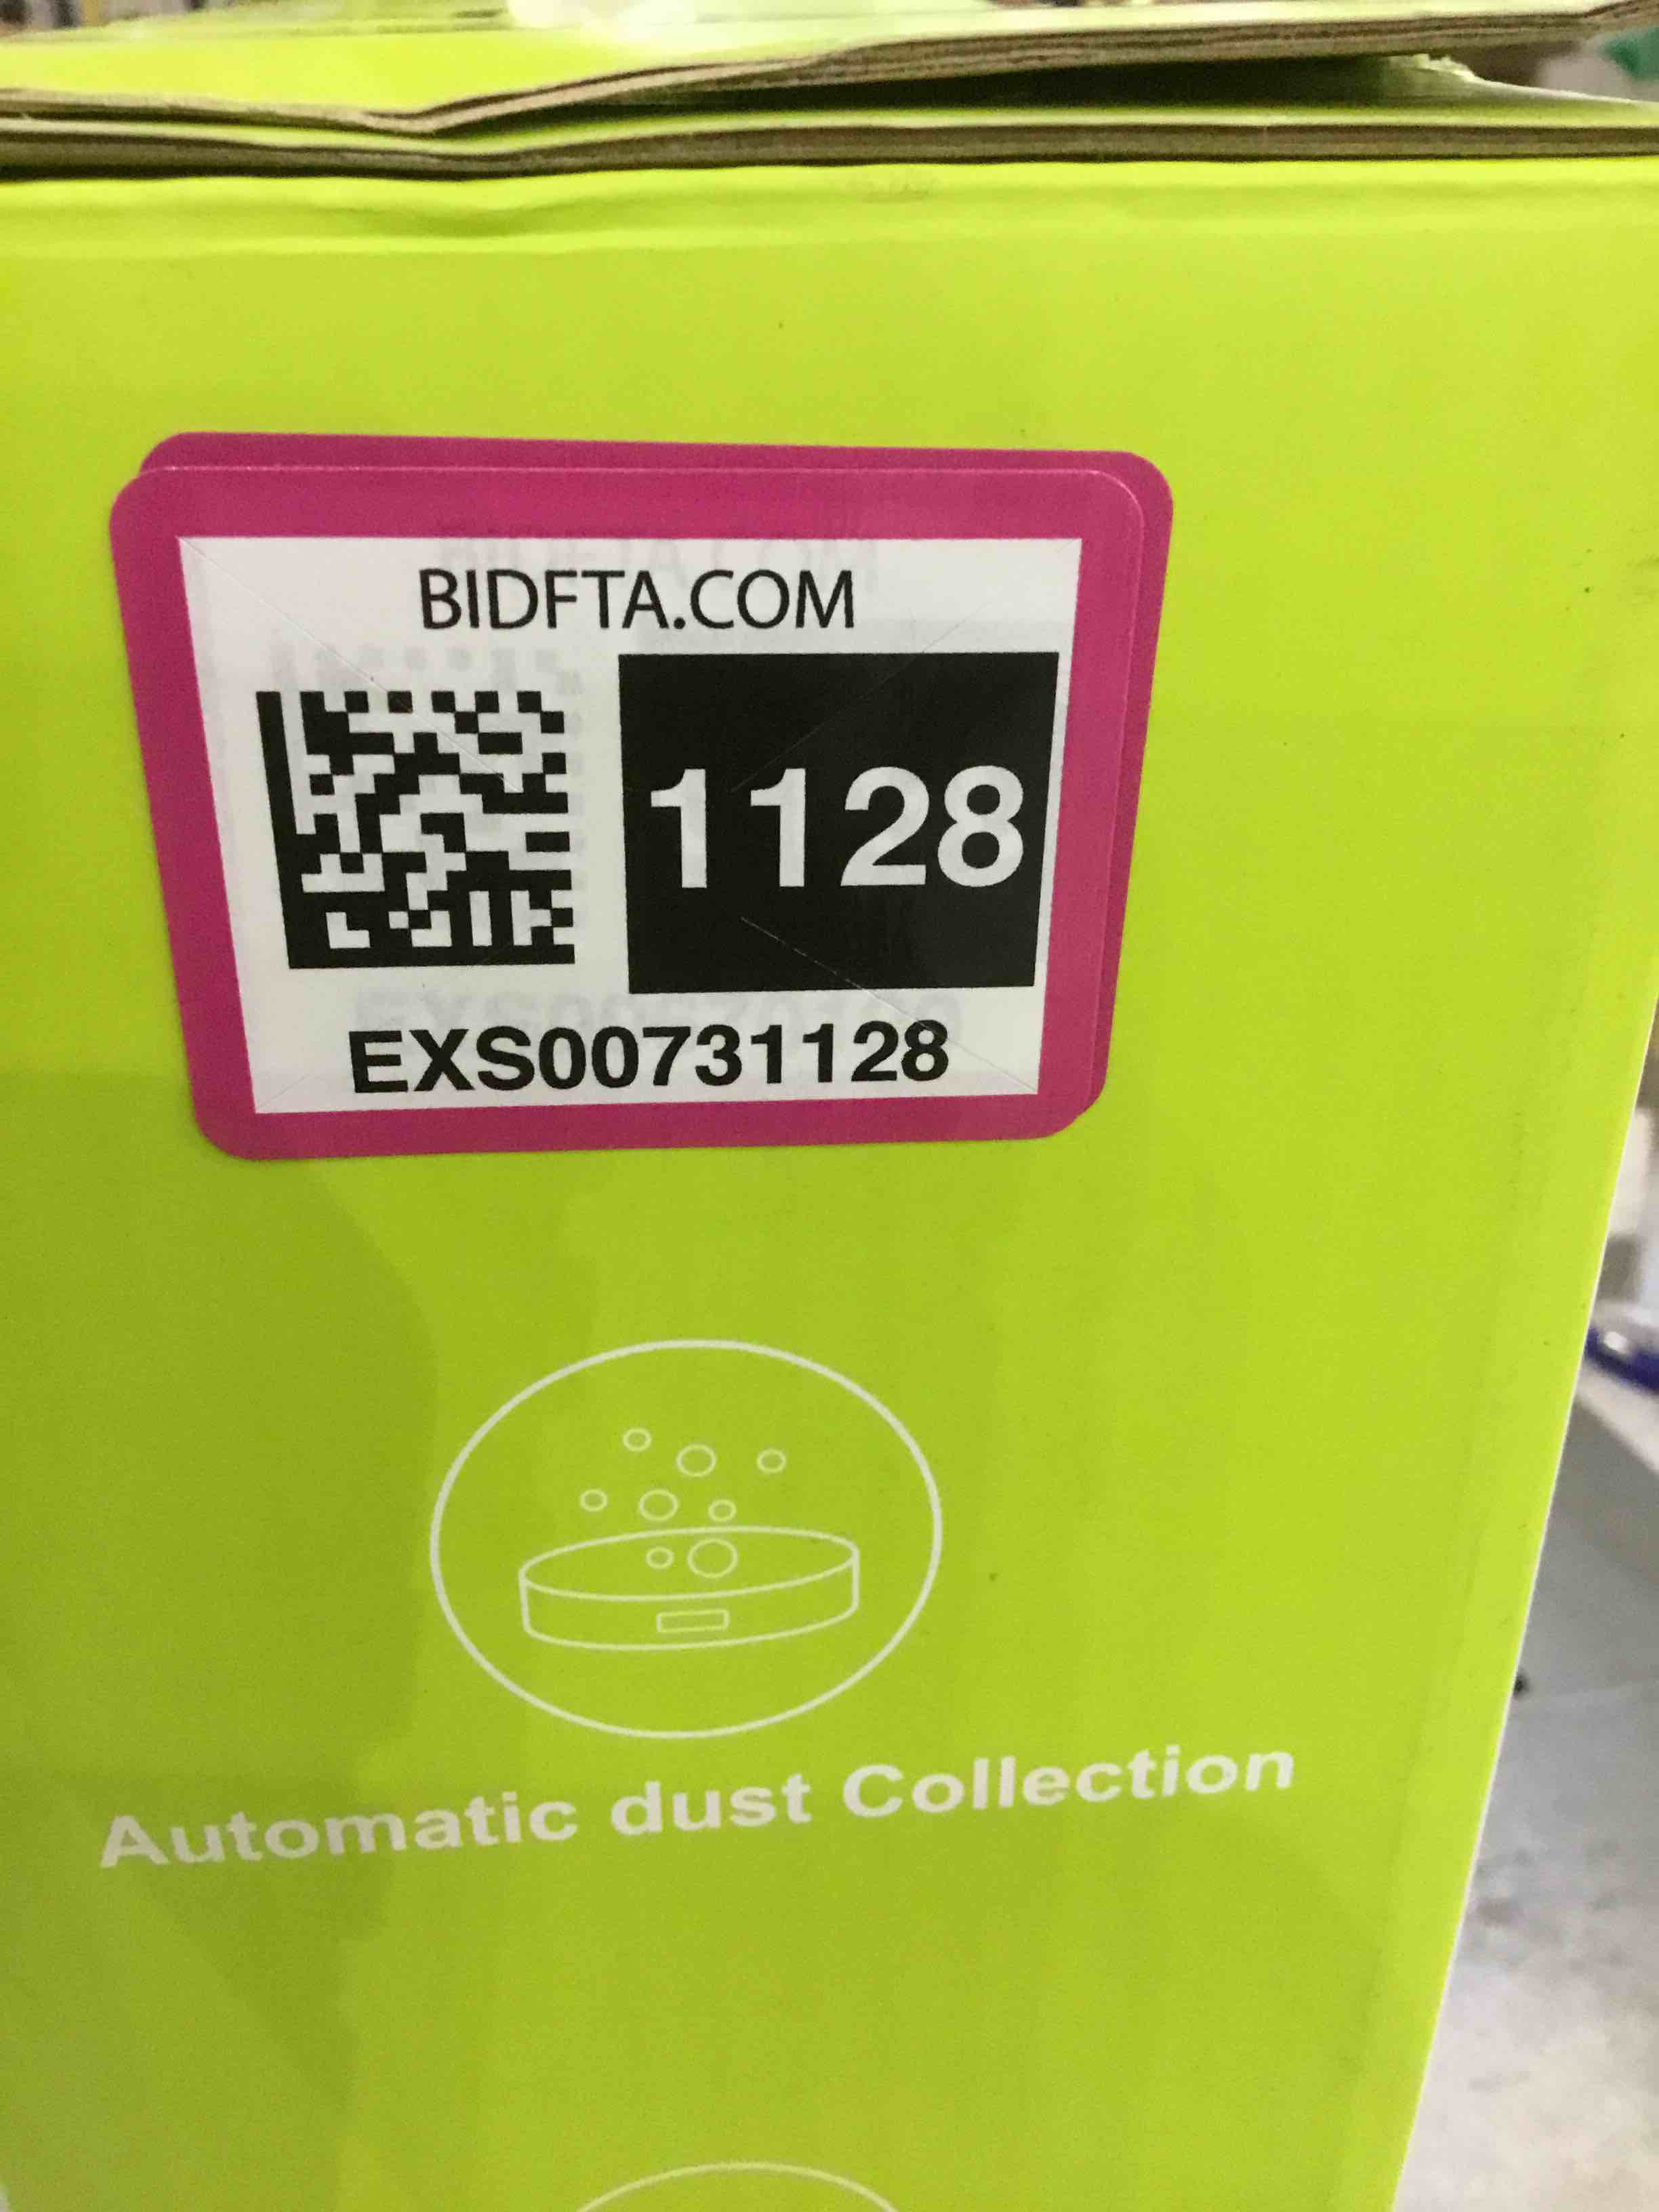 BIDFTA.COM
1128
EXS00731128
Automatic dust Collection